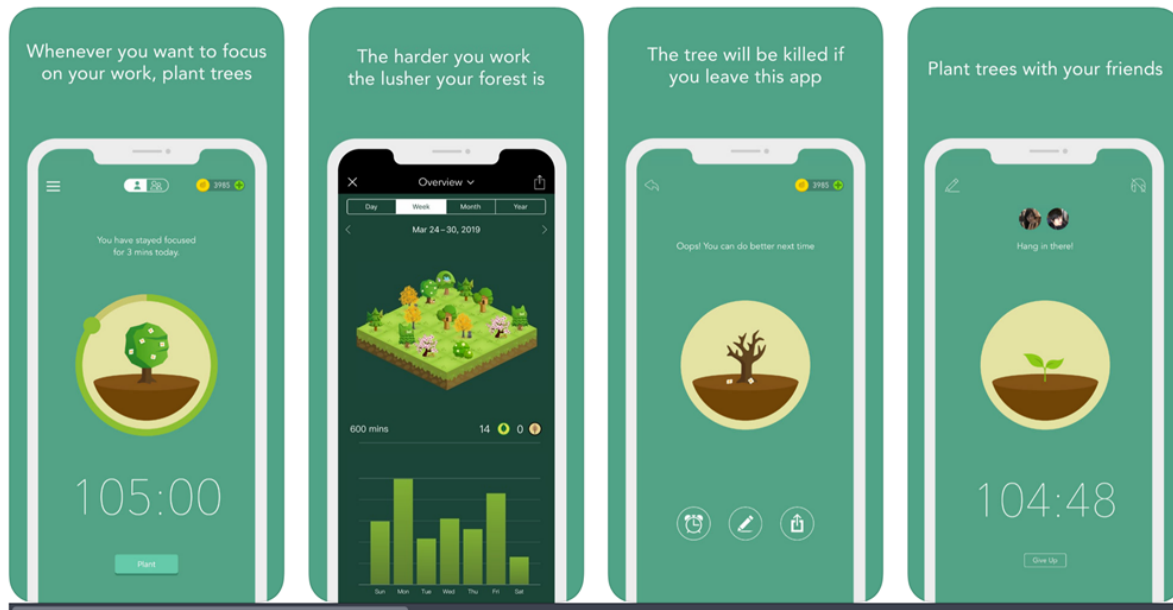 Whenever you want to focus
on your work, plant trees
3985
You have stayed focused
for 3 mins today.
105:00
Plant
The harder you work
the lusher your forest is
Overview
Day Week Month Year
Mar 24–30, 2019
600 mins 14 0
Sun Mon Tue Wed Thu Fri Sat
The tree will be killed if
you leave this app
3985
Oops! You can do better next time
Plant trees with your friends
Hang in there!
104:48
Give Up